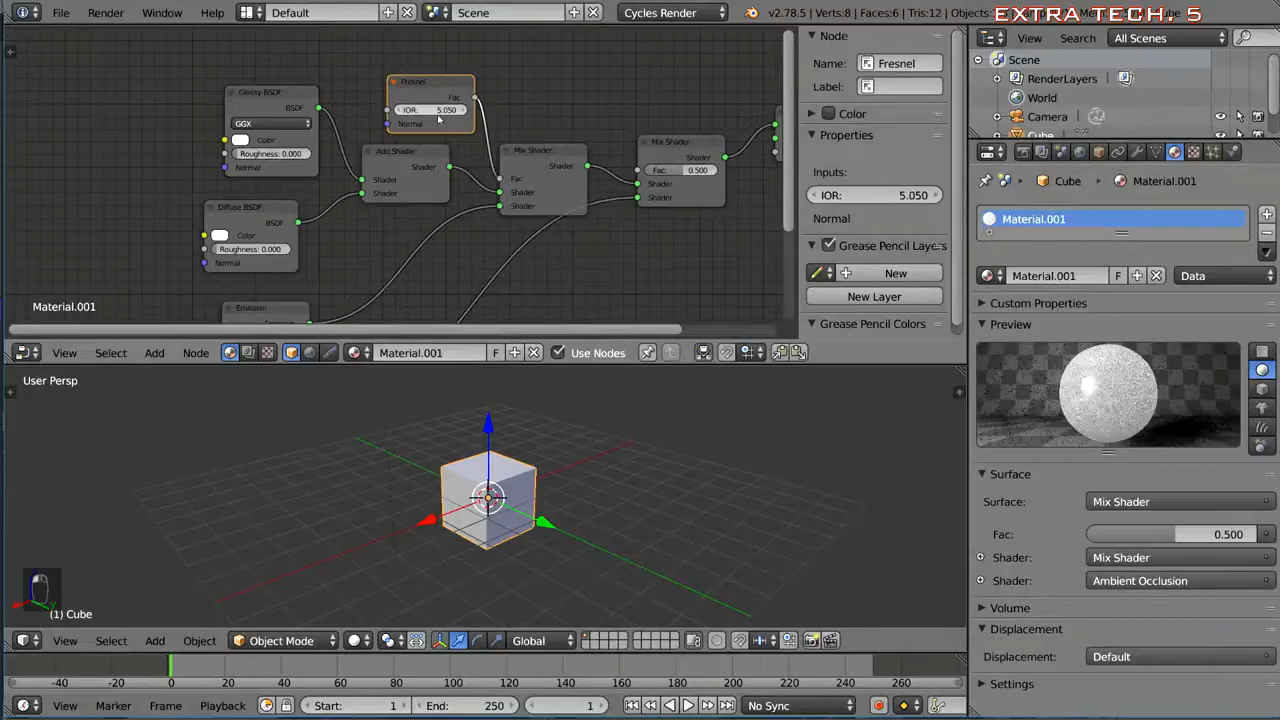 File Render Window Help Default Scene Cycles Render v2.78.5 | Verts:8 | Faces:6 | Tris:12 | Objects:
EXTRA TECH. 5
View Search All Scenes
Scene
RenderLayers
World
Camera
Cube
Node
Name: Fresnel
Label:
Color
Properties
Inputs:
IOR: 5.050
Normal
Grease Pencil Layers
New
New Layer
Grease Pencil Colors
Fresnel
Fac
IOR: 5.050
Normal
Glossy BSDF
BSDF
GGX
Color
Roughness: 0.000
Normal
Add Shader
Shader
Shader
Shader
Mix Shader
Shader
Fac
Shader
Shader
Mix Shader
Shader
Fac: 0.500
Shader
Shader
Diffuse BSDF
BSDF
Color
Roughness: 0.000
Normal
Emission
Material.001
View Select Add Node Material.001 F Use Nodes
Cube Material.001
Material.001
Material.001 F Data
Custom Properties
Preview
Surface
Surface: Mix Shader
Fac: 0.500
Shader: Mix Shader
Shader: Ambient Occlusion
Volume
Displacement
Displacement: Default
Settings
User Persp
(1) Cube
View Select Add Object Object Mode Global
-40 -20 0 20 40 60 80 100 120 140 160 180 200 220 240 260
View Marker Frame Playback Start: 1 End: 250 1 No Sync